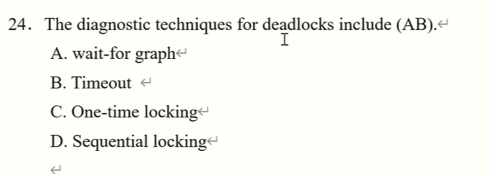 24. The diagnostic techniques for deadlocks include (AB).
A. wait-for graph
B. Timeout
C. One-time locking
D. Sequential locking